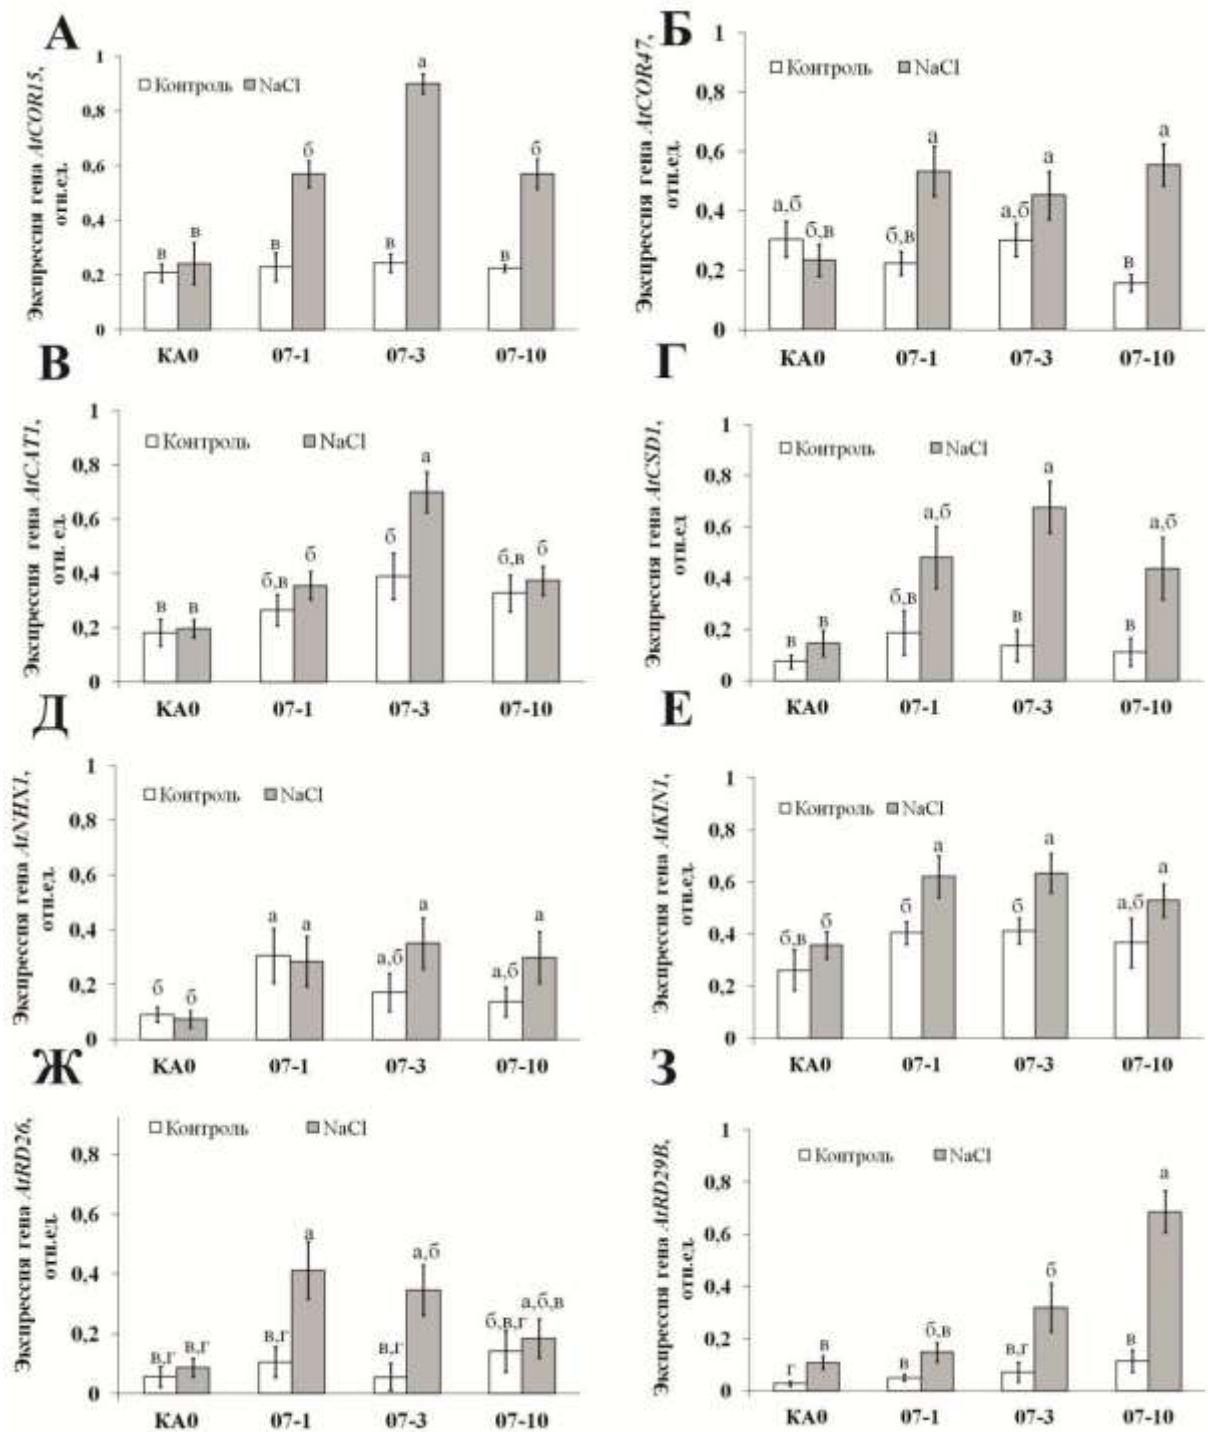 А
Экспрессия гена AtCOR15,
отн.ед.
1
0,8
0,6
0,4
0,2
0
Контроль NaCl
в в в б в а в б
КА0 07-1 07-3 07-10
Б
Экспрессия гена AtCOR47,
отн.ед.
1
0,8
0,6
0,4
0,2
0
Контроль NaCl
а,б б,в б,в а а,б а в а
КА0 07-1 07-3 07-10
В
Экспрессия гена AtCAT1,
отн. ед.
1
0,8
0,6
0,4
0,2
0
Контроль NaCl
в в б,в б б а б,в б
КА0 07-1 07-3 07-10
Г
Экспрессия гена AtCSD1,
отн.ед
1
0,8
0,6
0,4
0,2
0
Контроль NaCl
в в б,в а,б в а в а,б
КА0 07-1 07-3 07-10
Д
Экспрессия гена AtNHX1,
отн.ед.
1
0,8
0,6
0,4
0,2
0
Контроль NaCl
б б а а а,б а а,б а
КА0 07-1 07-3 07-10
Е
Экспрессия гена AtKIN1,
отн.ед.
1
0,8
0,6
0,4
0,2
0
Контроль NaCl
б,в б б а б а а,б а
КА0 07-1 07-3 07-10
Ж
Экспрессия гена AtRD26,
отн.ед.
0,8
0,6
0,4
0,2
0
Контроль NaCl
в,г в,г в,г а в,г а,б б,в,г а,б,в
КА0 07-1 07-3 07-10
З
Экспрессия гена AtRD29B,
отн.ед.
1
0,8
0,6
0,4
0,2
0
Контроль NaCl
г в в б,в в,г б в а
КА0 07-1 07-3 07-10